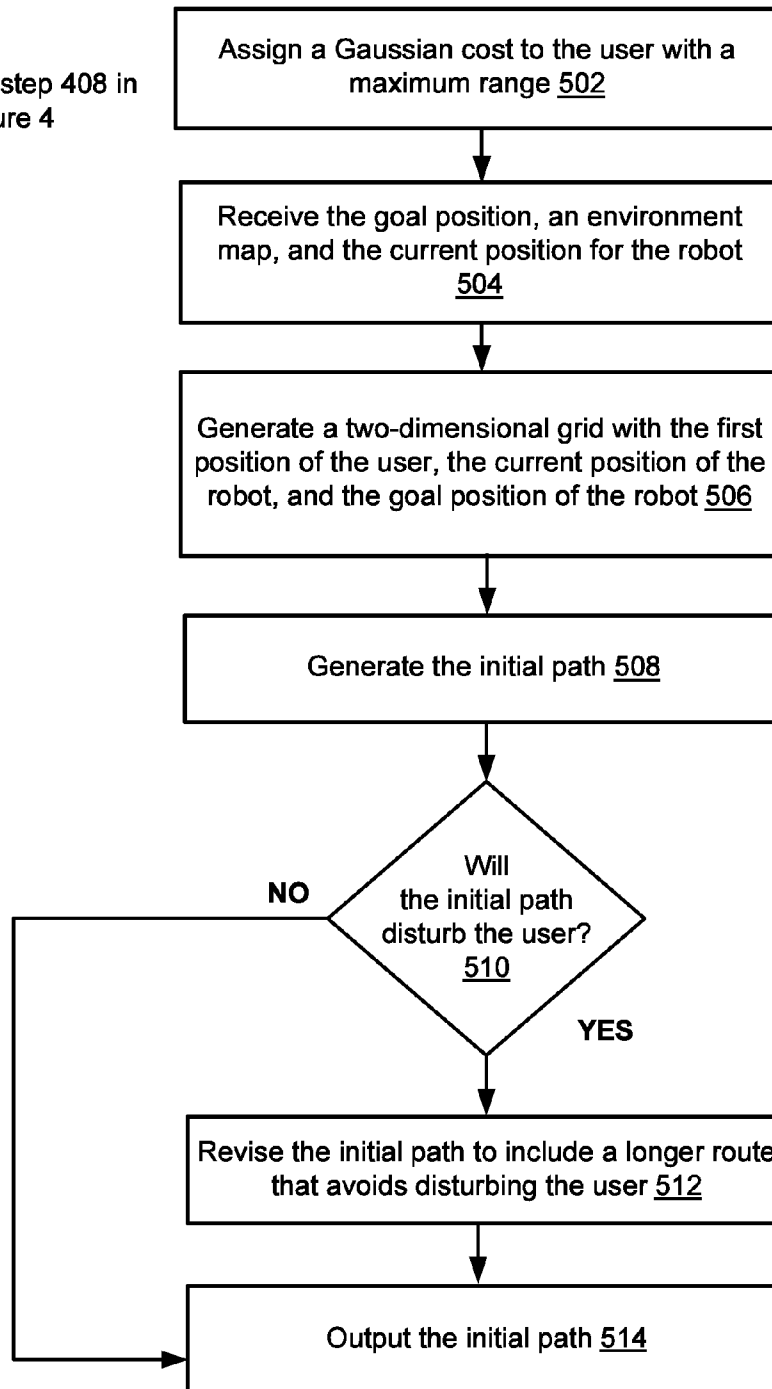 step 408 in
ure 4
Assign a Gaussian cost to the user with a
maximum range 502
Receive the goal position, an environment
map, and the current position for the robot
504
Generate a two-dimensional grid with the first
position of the user, the current position of the
robot, and the goal position of the robot 506
Generate the initial path 508
Will
the initial path
disturb the user?
510
NO
YES
Revise the initial path to include a longer route
that avoids disturbing the user 512
Output the initial path 514